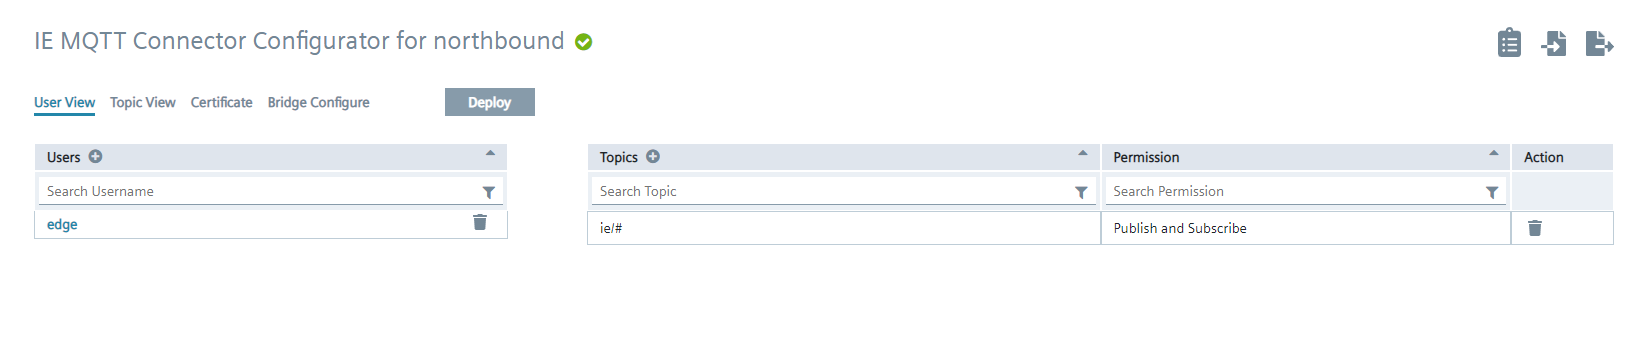 IE MQTT Connector Configurator for northbound
User View Topic View Certificate Bridge Configure Deploy
Users Topics Permission Action
Search Username Search Topic Search Permission
edge ie/# Publish and Subscribe